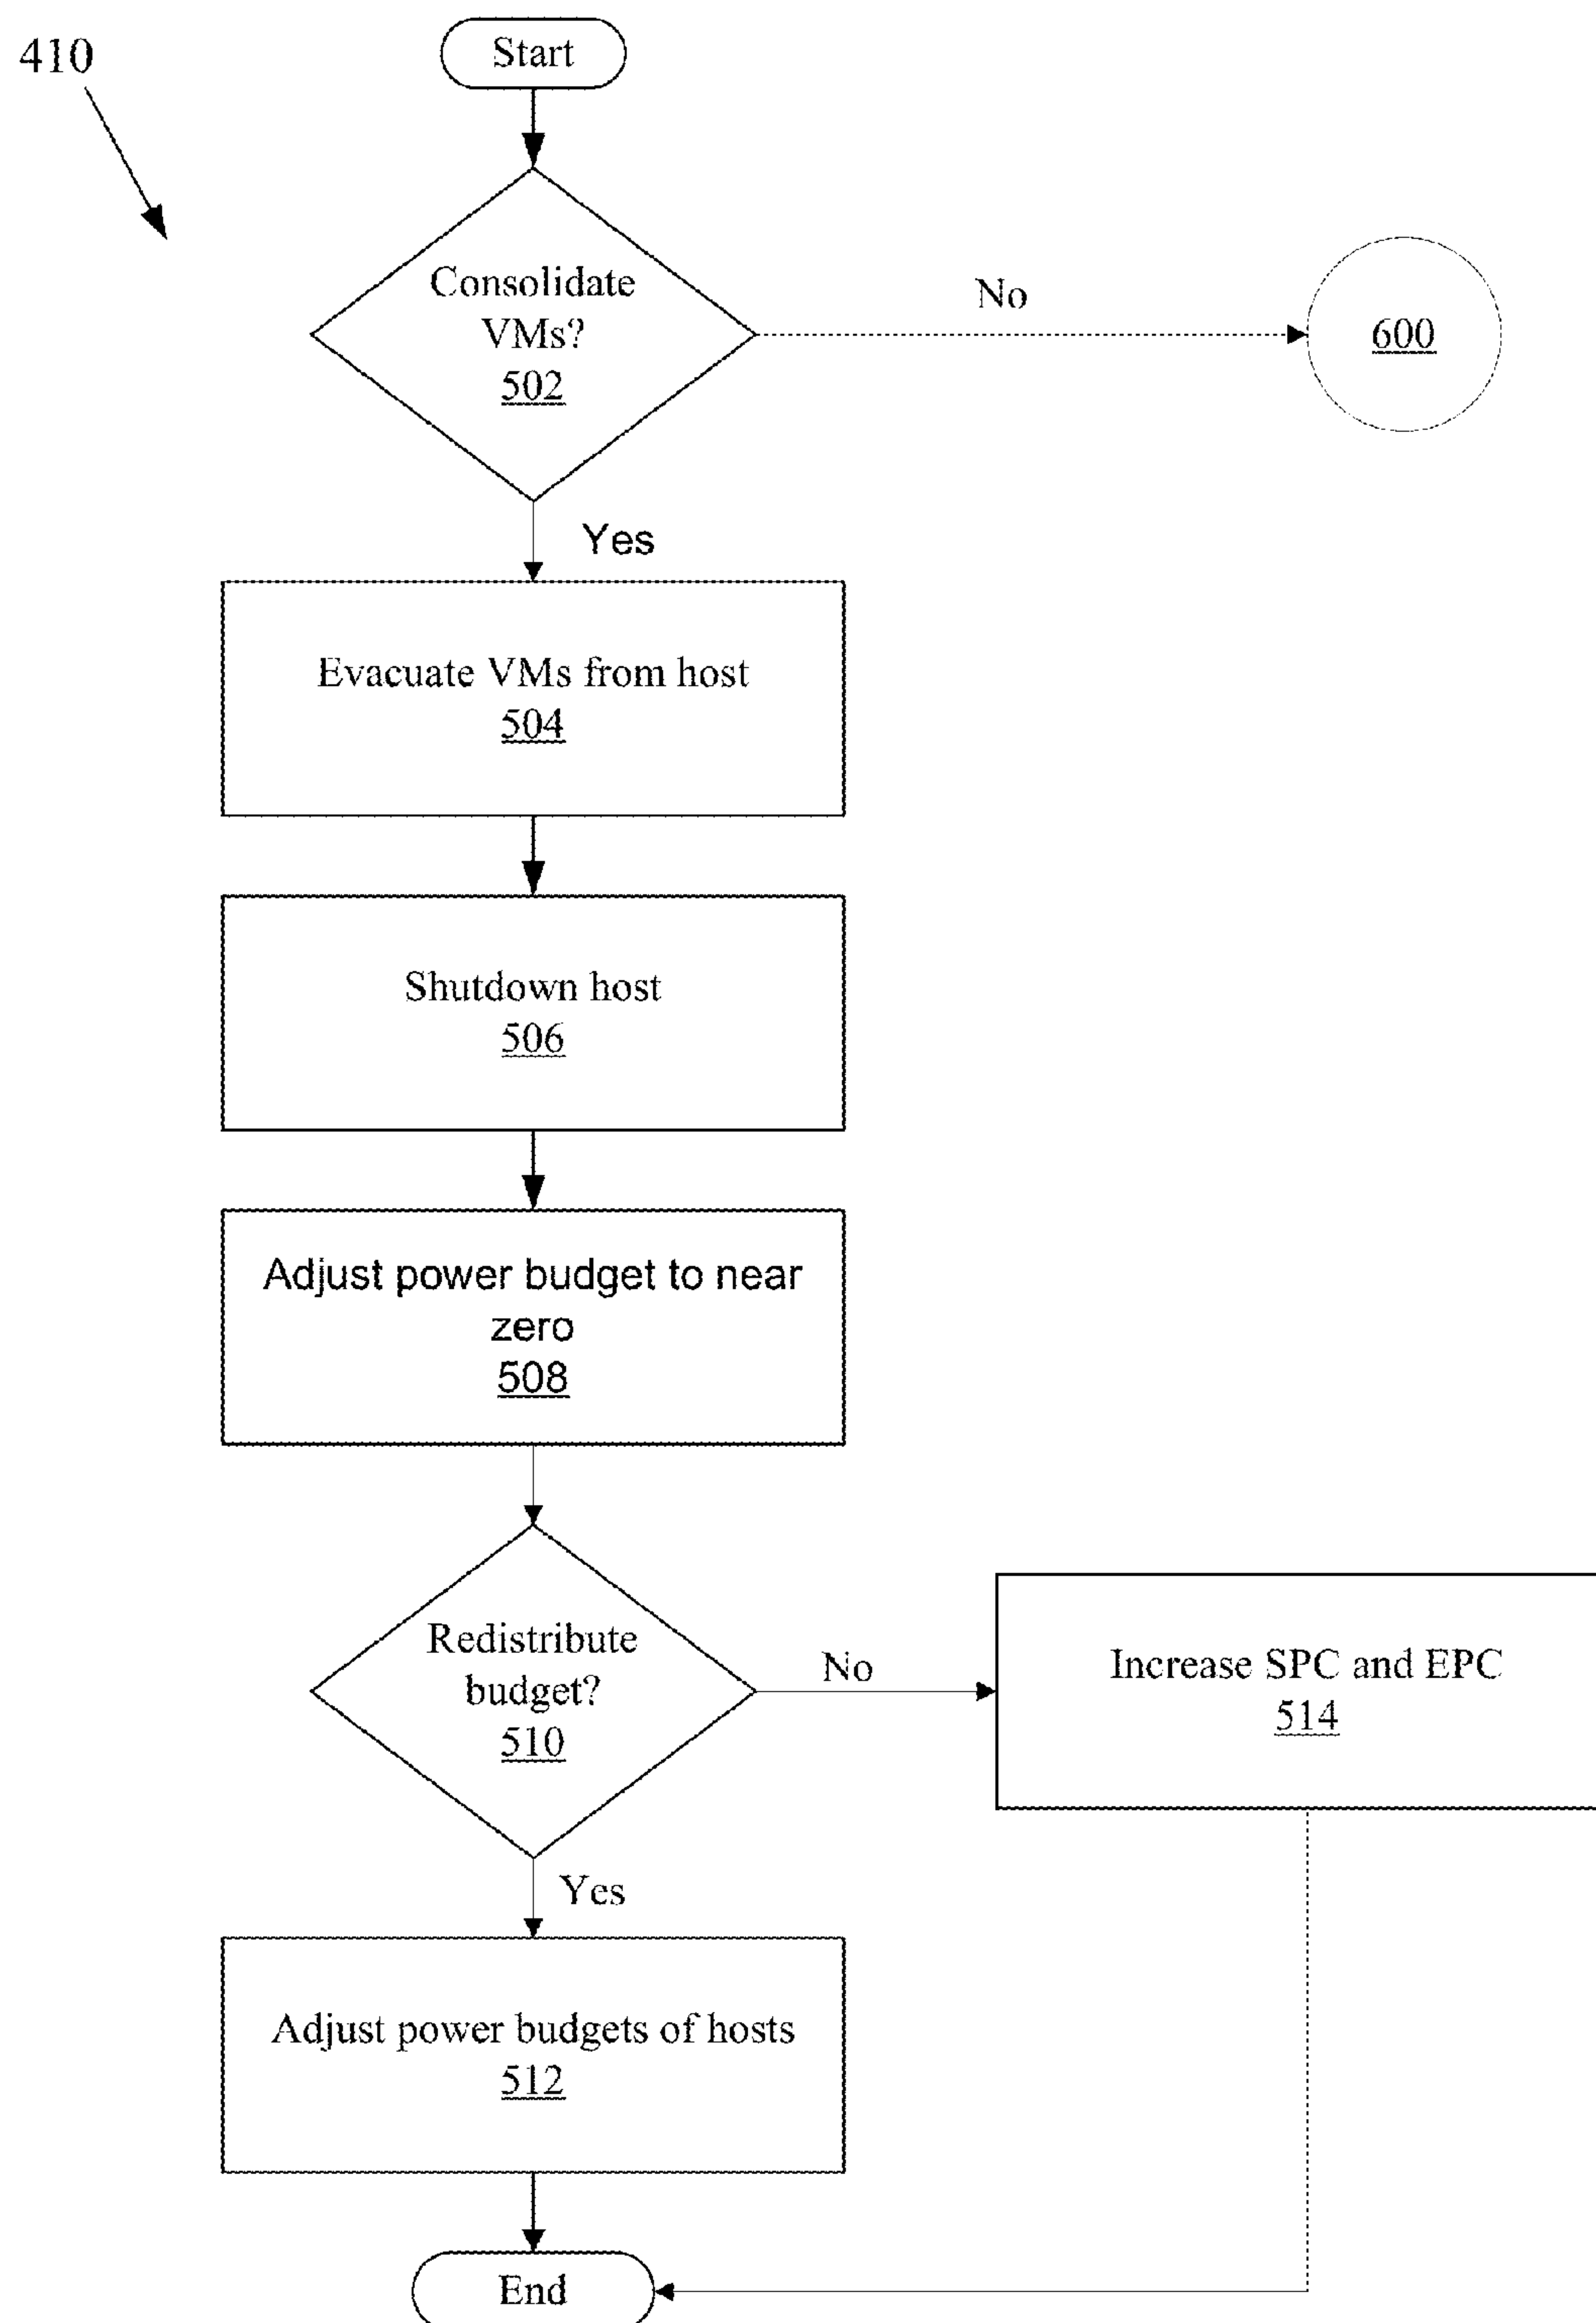 410
Start
Consolidate
VMs?
502
No
600
Yes
Evacuate VMs from host
504
Shutdown host
506
Adjust power budget to near
zero
508
Redistribute
budget?
510
No
Increase SPC and EPC
514
Yes
Adjust power budgets of hosts
512
End